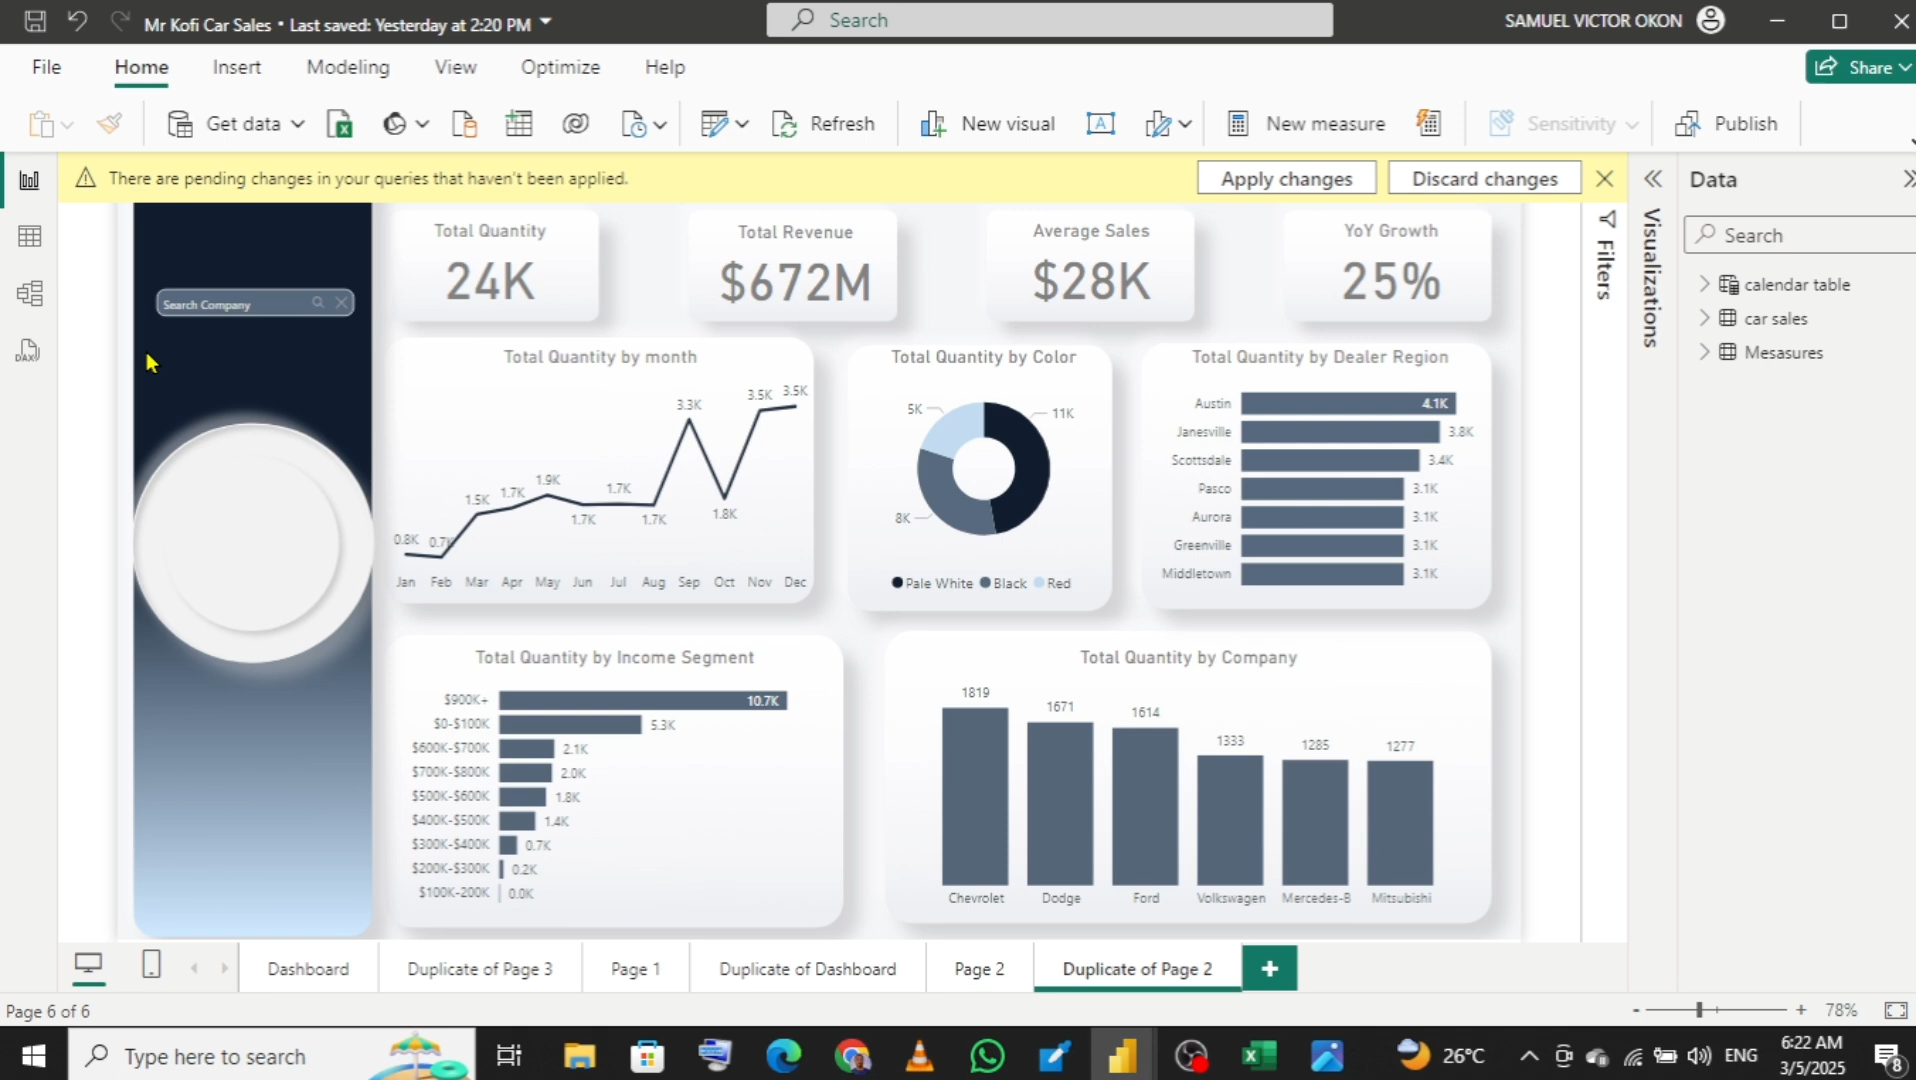 Mr Kofi Car Sales • Last saved: Yesterday at 2:20 PM
Search
SAMUEL VICTOR OKON
File
Home
Insert
Modeling
View
Optimize
Help
Share
Get data
Refresh
New visual
New measure
Sensitivity
Publish
There are pending changes in your queries that haven't been applied.
Apply changes
Discard changes
Data
Search
calendar table
car sales
Mesasures
Visualizations
Filters
Search Company
Total Quantity
24K
Total Revenue
$672M
Average Sales
$28K
YoY Growth
25%
Total Quantity by month
0.8K
0.7K
1.5K
1.7K
1.9K
1.7K
1.7K
1.7K
3.3K
1.8K
3.5K
3.5K
Jan Feb Mar Apr May Jun Jul Aug Sep Oct Nov Dec
Total Quantity by Color
5K
11K
8K
Pale White Black Red
Total Quantity by Dealer Region
Austin 4.1K
Janesville 3.8K
Scottsdale 3.4K
Pasco 3.1K
Aurora 3.1K
Greenville 3.1K
Middletown 3.1K
Total Quantity by Income Segment
$900K+ 10.7K
$0-$100K 5.3K
$600K-$700K 2.1K
$700K-$800K 2.0K
$500K-$600K 1.8K
$400K-$500K 1.4K
$300K-$400K 0.7K
$200K-$300K 0.2K
$100K-200K 0.0K
Total Quantity by Company
1819
1671
1614
1333
1285
1277
Chevrolet Dodge Ford Volkswagen Mercedes-B Mitsubishi
Dashboard
Duplicate of Page 3
Page 1
Duplicate of Dashboard
Page 2
Duplicate of Page 2
Page 6 of 6
78%
Type here to search
26°C
ENG
6:22 AM
3/5/2025
8
DAX